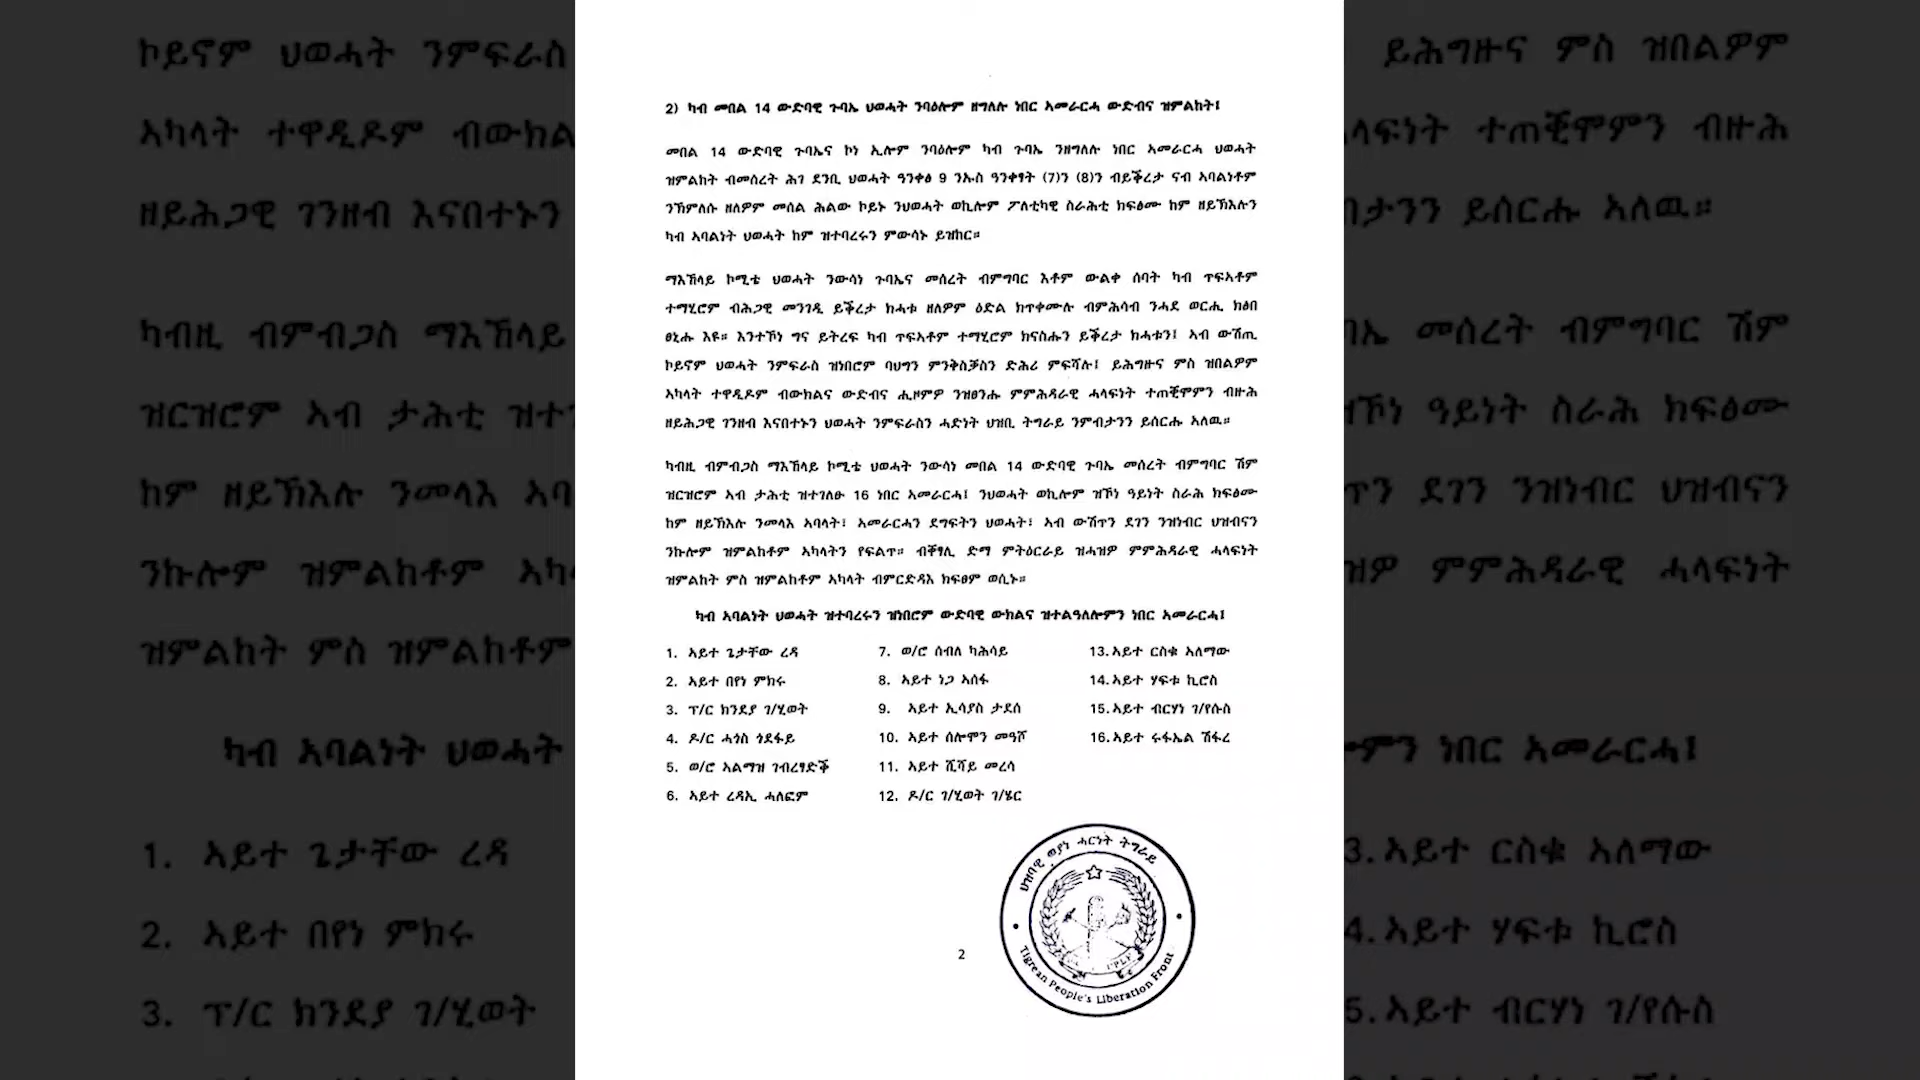 2) ካብ መበል 14 ውድባዊ ጉባኤ ህወሓት ንባዕሎም ዘግለሉ ነበር ኣመራርሓ ውድብና ዝምልከት፤
መበል 14 ውድባዊ ጉባኤና ኮነ ኢሎም ንባዕሎም ካብ ጉባኤ ንዘግለሉ ነበር ኣመራርሓ ህወሓት
ዝምልከት ብመሰረት ሕገ ደንቢ ህወሓት ዓንቀፅ 9 ንኡስ ዓንቀፃት (7)ን (8)ን ብይቕረታ ናብ ኣባልነቶም
ንኽምለሱ ዘለዎም መሰል ሕልው ኮይኑ ንህወሓት ወኪሎም ፖለቲካዊ ስራሕቲ ክፍፅሙ ከም ዘይኽእሉን
ካብ ኣባልነት ህወሓት ከም ዝተባረሩን ምውሳኑ ይዝከር።
ማእኸላይ ኮሚቴ ህወሓት ንውሳነ ጉባኤና መሰረት ብምግባር እቶም ውልቀ ሰባት ካብ ጥፍኣቶም
ተማሂሮም ብሕጋዊ መንገዲ ይቕረታ ክሓቱ ዘለዎም ዕድል ክጥቀሙሉ ብምሕሳብ ንሓደ ወርሒ ክፅበ
ፀኒሑ እዩ። እንተኾነ ግና ይትረፍ ካብ ጥፍኣቶም ተማሂሮም ክናስሑን ይቕረታ ክሓቱን፤ ኣብ ውሽጢ
ኮይኖም ህወሓት ንምፍራስ ዝነበሮም ባህግን ምንቅስቓስን ድሕሪ ምፍሻሉ፤ ይሕግዙና ምስ ዝበልዎም
ኣካላት ተዋዲዶም ብውክልና ውድብና ሒዞምዎ ንዝፀንሑ ምምሕዳራዊ ሓላፍነት ተጠቒሞምን ብዙሕ
ዘይሕጋዊ ገንዘብ እናበተኑን ህወሓት ንምፍራስን ሓድነት ህዝቢ ትግራይ ንምብታንን ይሰርሑ ኣለዉ።
ካብዚ ብምብጋስ ማእኸላይ ኮሚቴ ህወሓት ንውሳነ መበል 14 ውድባዊ ጉባኤ መሰረት ብምግባር ሽም
ዝርዝሮም ኣብ ታሕቲ ዝተገለፁ 16 ነበር ኣመራርሓ፤ ንህወሓት ወኪሎም ዝኾነ ዓይነት ስራሕ ክፍፅሙ
ከም ዘይኽእሉ ንመላእ ኣባላት፣ ኣመራርሓን ደግፍትን ህወሓት፣ ኣብ ውሽጥን ደገን ንዝነብር ህዝብናን
ንኩሎም ዝምልከቶም ኣካላትን የፍልጥ። ብቐፃሊ ድማ ምትዕርራይ ዝሓዝዎ ምምሕዳራዊ ሓላፍነት
ዝምልከት ምስ ዝምልከቶም ኣካላት ብምርድዳእ ክፍፀም ወሲኑ።
ካብ ኣባልነት ህወሓት ዝተባረሩን ዝነበሮም ውድባዊ ውክልና ዝተልዓለሎምን ነበር ኣመራርሓ፤
1. ኣይተ ጌታቸው ረዳ
2. ኣይተ በየነ ምክሩ
3. ፕ/ር ክንደያ ገ/ሂወት
4. ዶ/ር ሓጎስ ጎደፋይ
5. ወ/ሮ ኣልማዝ ገብረፃድቕ
6. ኣይተ ረዳኢ ሓለፎም
7. ወ/ሮ ሰብለ ካሕሳይ
8. ኣይተ ነጋ ኣሰፋ
9. ኣይተ ኢሳያስ ታደሰ
10. ኣይተ ሰሎሞን መዓሾ
11. ኣይተ ሺሻይ መረሳ
12. ዶ/ር ገ/ሂወት ገ/ሄር
13. ኣይተ ርስቁ ኣለማው
14. ኣይተ ሃፍቱ ኪሮስ
15. ኣይተ ብርሃነ ገ/የሱስ
16. ኣይተ ሩፋኤል ሽፋረ
ህዝባዊ ወያነ ሓርነት ትግራይ
Tigrean People's Liberation Front
2